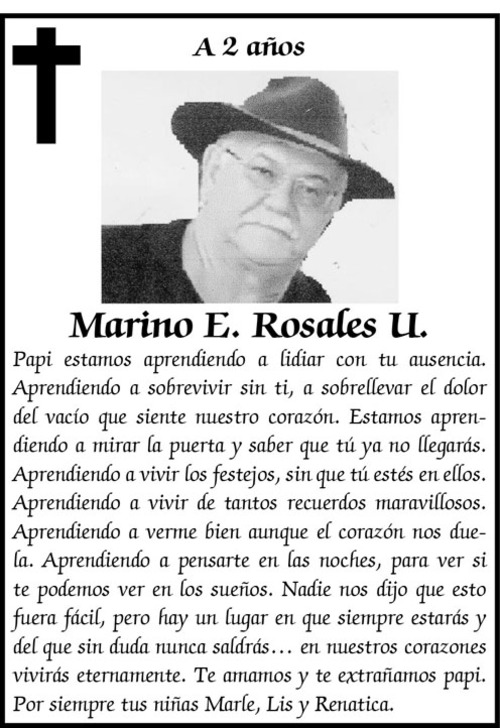 A 2 años
Marino E. Rosales U.
Papi estamos aprendiendo a lidiar con tu ausencia.
Aprendiendo a sobrevivir sin ti, a sobrellevar el dolor
del vacío que siente nuestro corazón. Estamos apren-
diendo a mirar la puerta y saber que tú ya no llegarás.
Aprendiendo a vivir los festejos, sin que tú estés en ellos.
Aprendiendo a vivir de tantos recuerdos maravillosos.
Aprendiendo a verme bien aunque el corazón nos due-
la. Aprendiendo a pensarte en las noches, para ver si
te podemos ver en los sueños. Nadie nos dijo que esto
fuera fácil, pero hay un lugar en que siempre estarás y
del que sin duda nunca saldrás... en nuestros corazones
vivirás eternamente. Te amamos y te extrañamos papi.
Por siempre tus niñas Marle, Lis y Renatica.